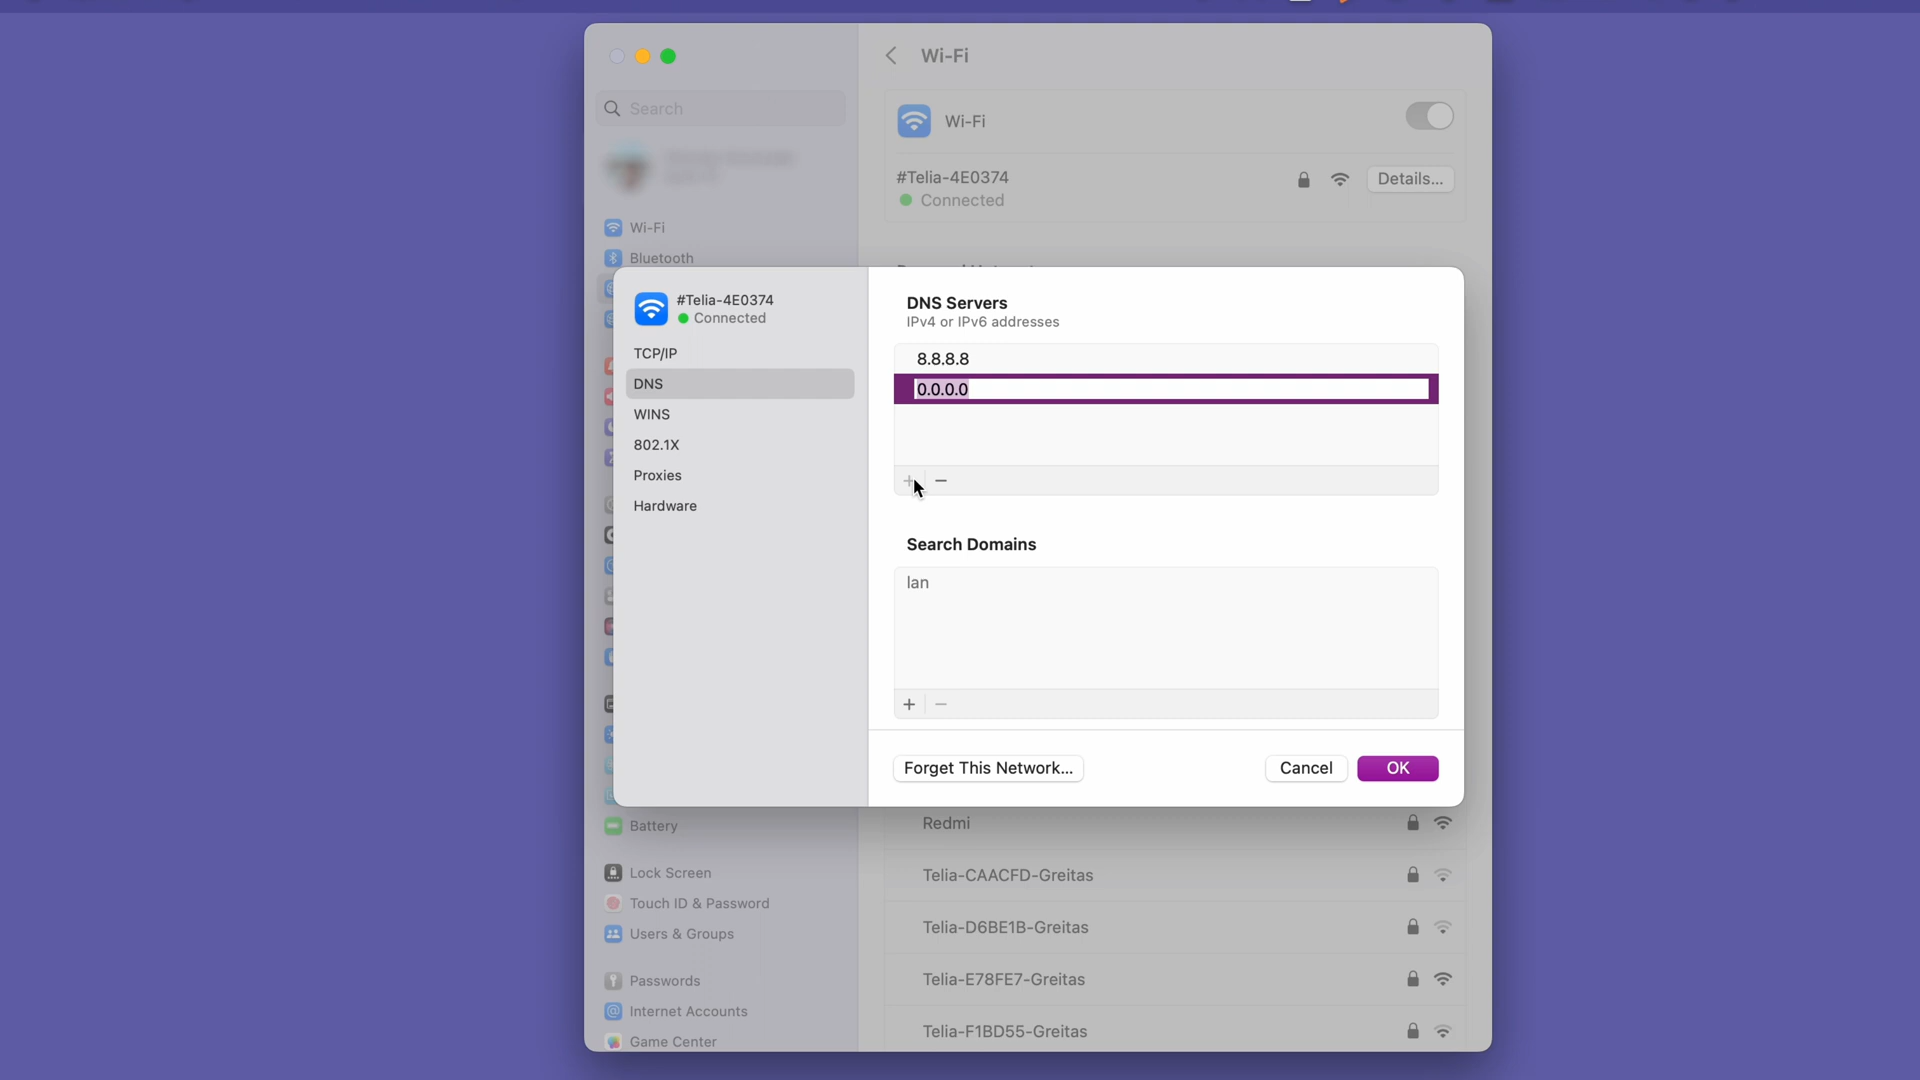 Wi-Fi
Search
Wi-Fi
#Telia-4E0374
Details...
Connected
Wi-Fi
Bluetooth
#Telia-4E0374
Connected
TCP/IP
DNS
WINS
802.1X
Proxies
Hardware
DNS Servers
IPv4 or IPv6 addresses
8.8.8.8
0.0.0.0
Search Domains
lan
Forget This Network...
Cancel
OK
Battery
Lock Screen
Touch ID & Password
Users & Groups
Passwords
Internet Accounts
Game Center
Redmi
Telia-CAACFD-Greitas
Telia-D6BE1B-Greitas
Telia-E78FE7-Greitas
Telia-F1BD55-Greitas